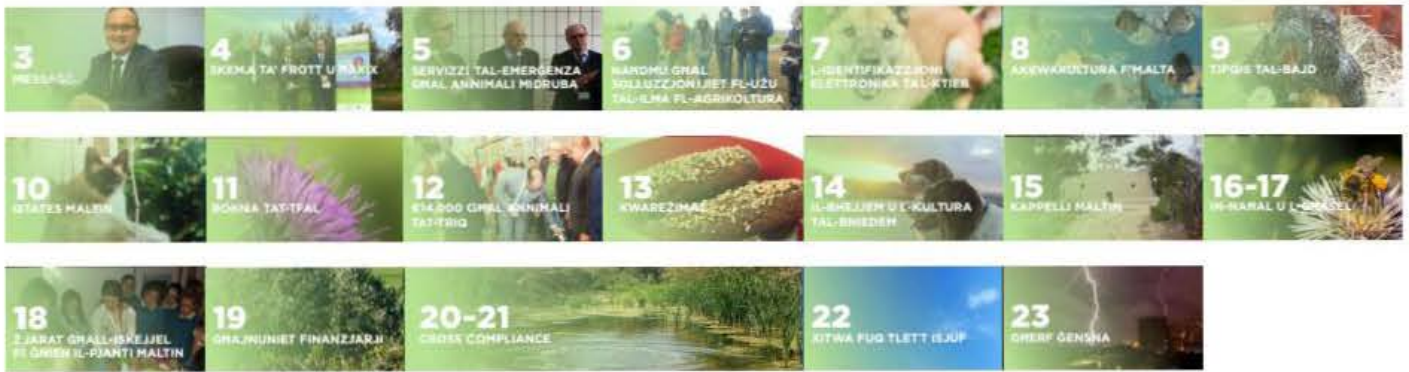 3
MESSAĠĠ
4
SKEMA TA' FROTT U ĦAXIX
5
SERVIZZI TAL-EMERĠENZA
GĦAL ANNIMALI MIDRUBA
6
ĦARDMU GĦAL
SOLUZZJONIJIET FL-UŻU
TAL-ILMA FL-AGRIKOLTURA
7
L-IDENTIFIKAZZJONI
ELETTRONIKA TAL-KTIEB
8
AKWAKULTURA F'MALTA
9
TIFQIS TAL-BAJD
10
QTATES MALTIN
11
ROKNA TAT-TFAL
12
€14,000 GĦAL ANNIMALI
TAT-TRIQ
13
KWAREŻIMAL
14
IL-BHEJJEM U L-KULTURA
TAL-BNIEDEM
15
KAPPELLI MALTIN
16-17
IN-NAĦAL U L-GĦASEL
18
ŻJARAT GĦALL-ISKEJJEL
FI ĠNIEN IL-PJANTI MALTIN
19
GĦAJNUNIET FINANZJARJI
20-21
CROSS COMPLIANCE
22
XITWA FUQ TLETT ISJUF
23
GĦERF ĠENSNA